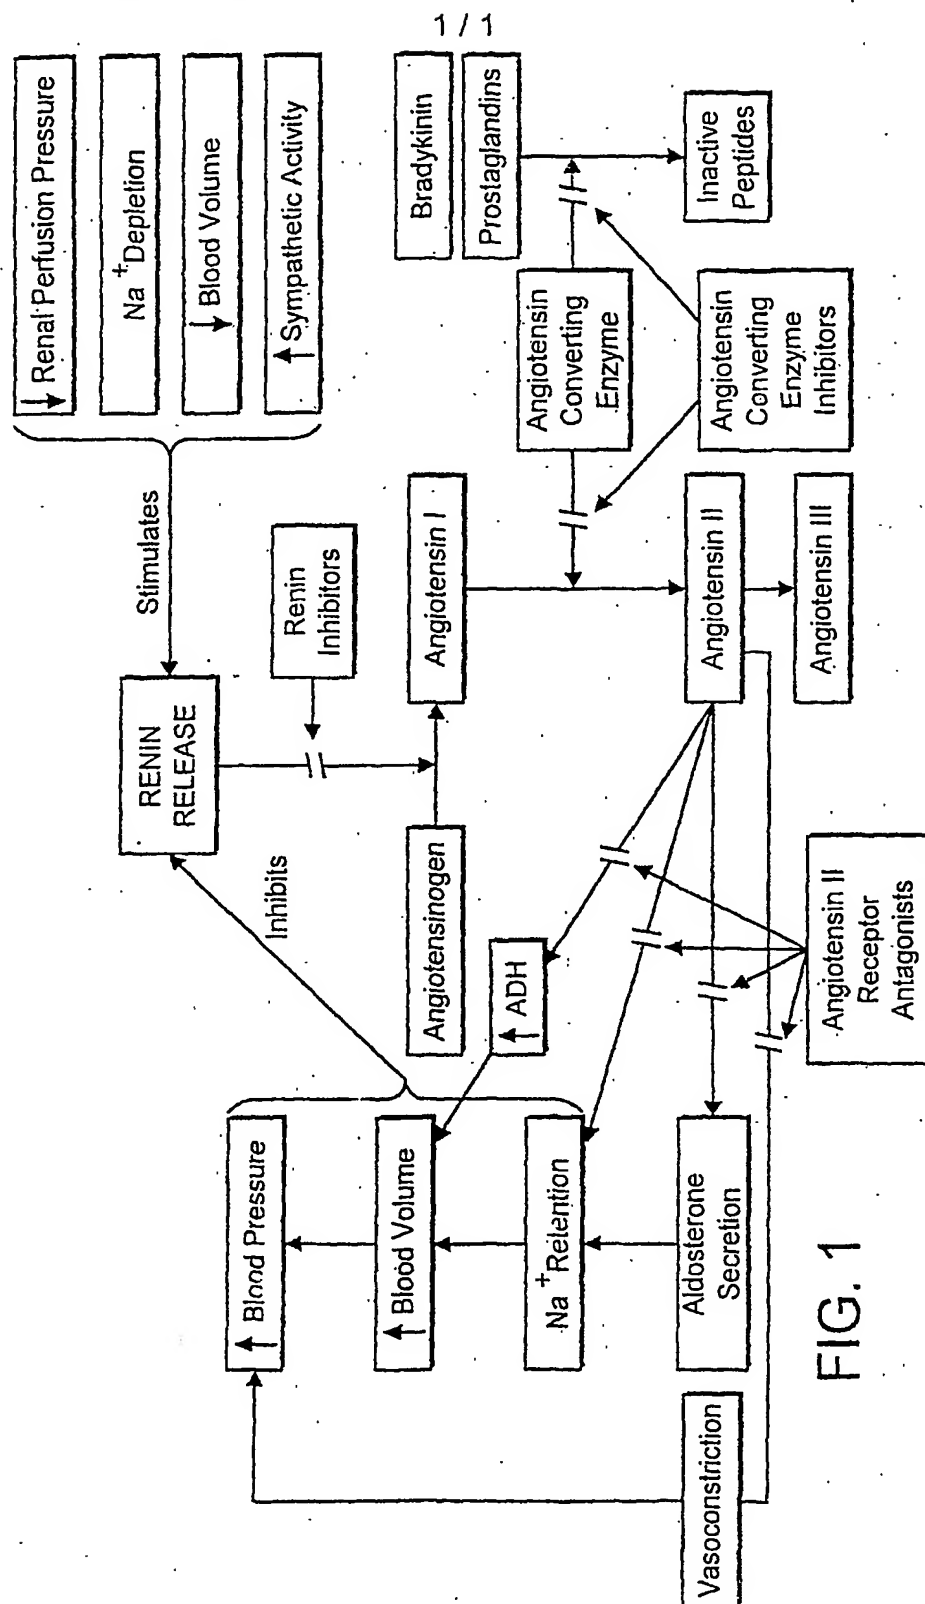 1 / 1
↓ Renal Perfusion Pressure
Na + Depletion
↓ Blood Volume
↑ Sympathetic Activity
Stimulates
RENIN
RELEASE
Renin
Inhibitors
Inhibits
Bradykinin
Prostaglandins
Inactive
Peptides
Angiotensinogen
Angiotensin I
Angiotensin
Converting
Enzyme
Angiotensin
Converting
Enzyme
Inhibitors
Angiotensin II
Angiotensin III
↑ ADH
↑ Blood Pressure
↑ Blood Volume
Na + Retention
Aldosterone
Secretion
Vasoconstriction
Angiotensin II
Receptor
Antagonists
FIG. 1